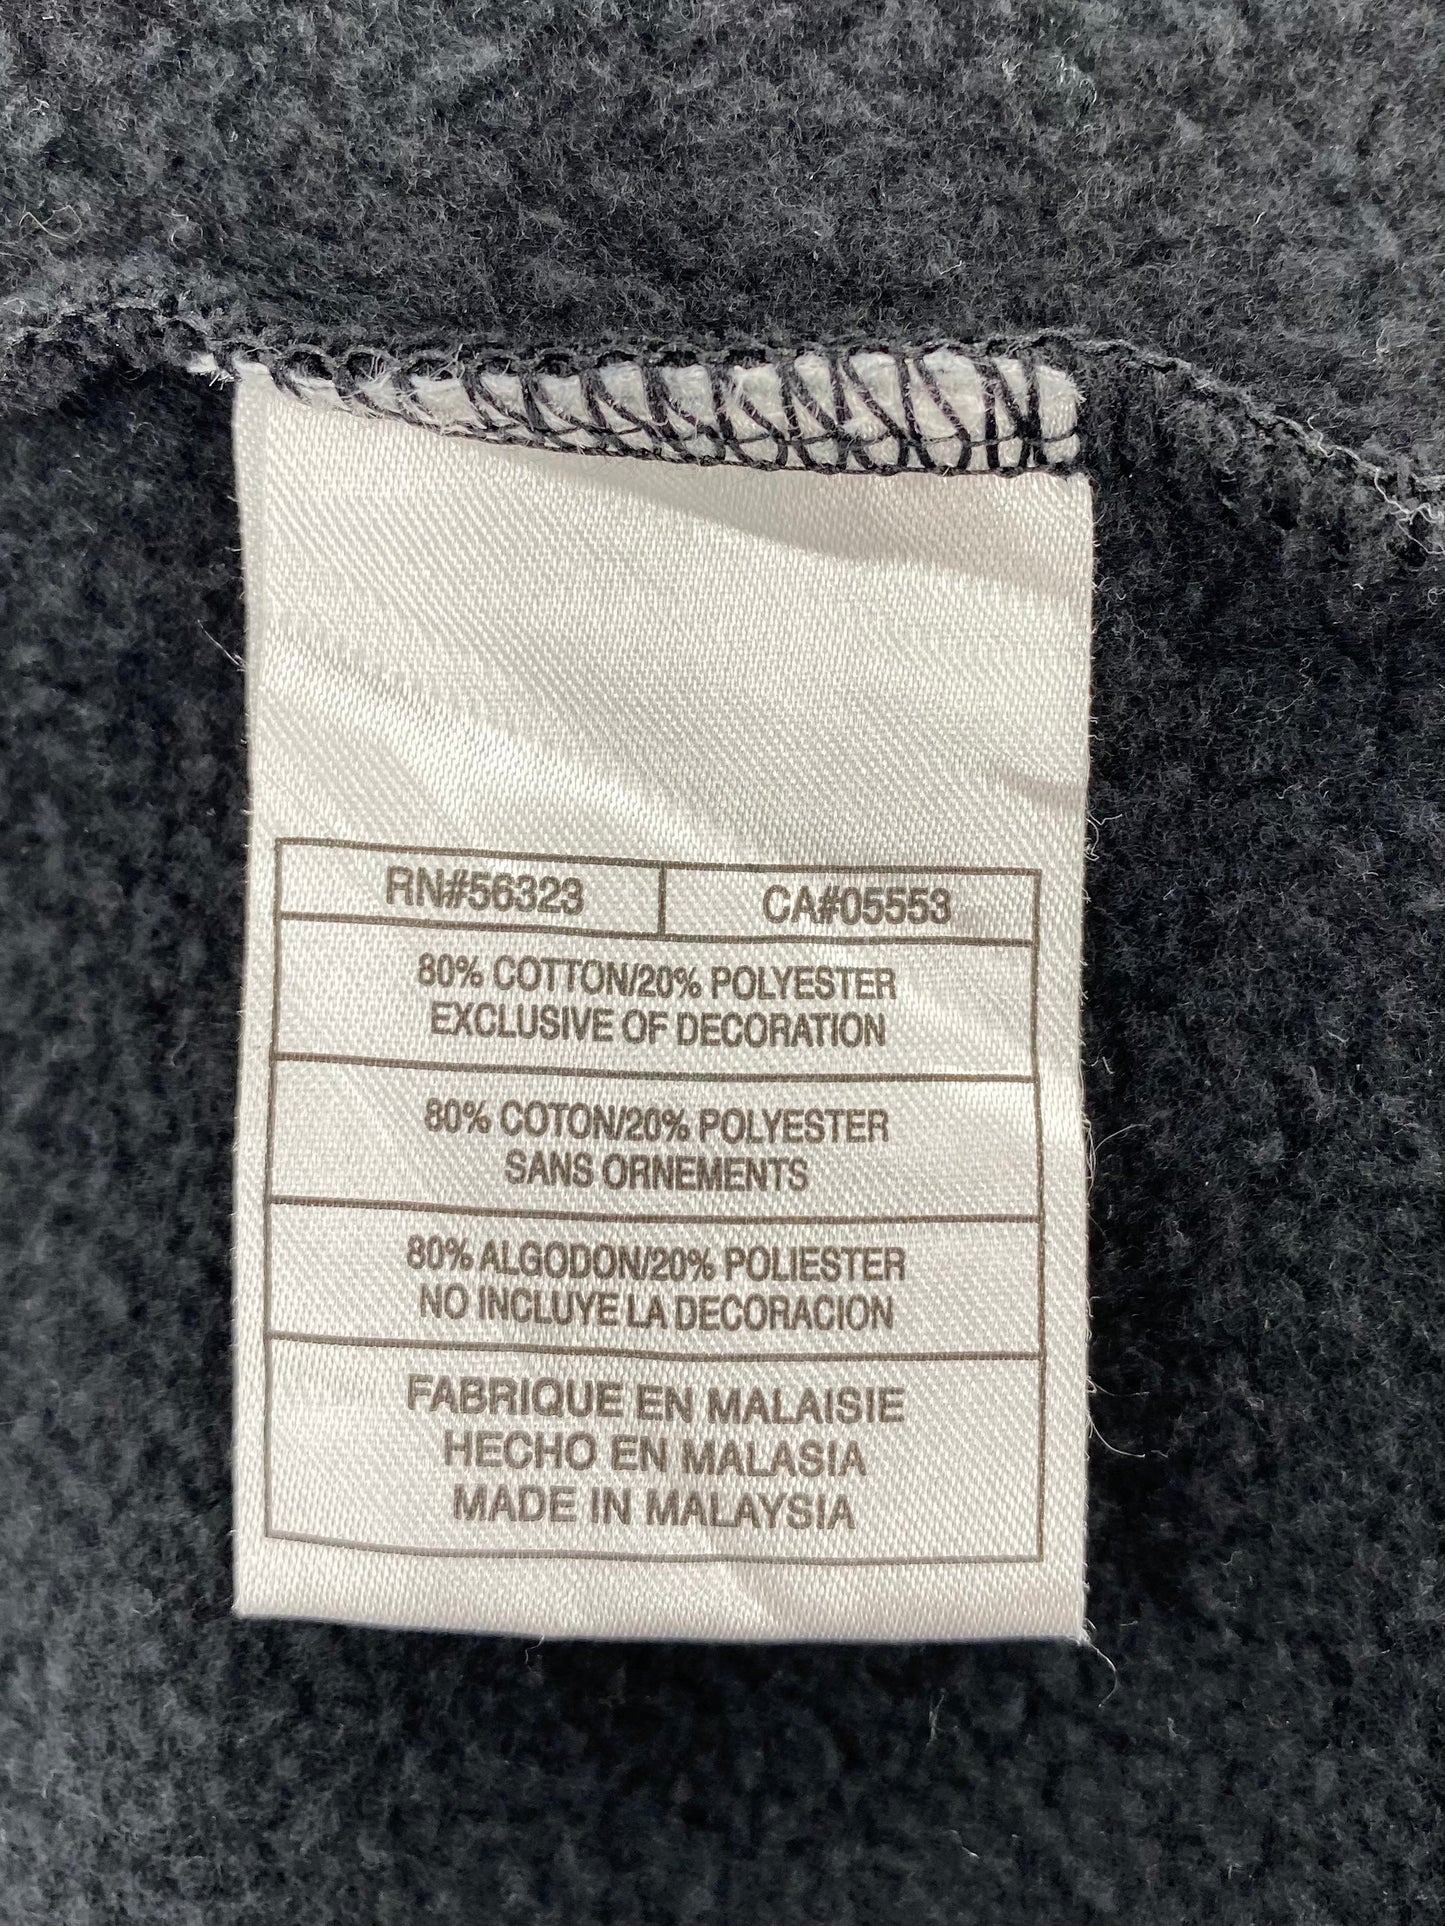 RN#56323 CA#05553
80% COTTON/20% POLYESTER
EXCLUSIVE OF DECORATION
80% COTON/20% POLYESTER
SANS ORNEMENTS
80% ALGODON/20% POLIESTER
NO INCLUYE LA DECORACION
FABRIQUE EN MALAISIE
HECHO EN MALASIA
MADE IN MALAYSIA